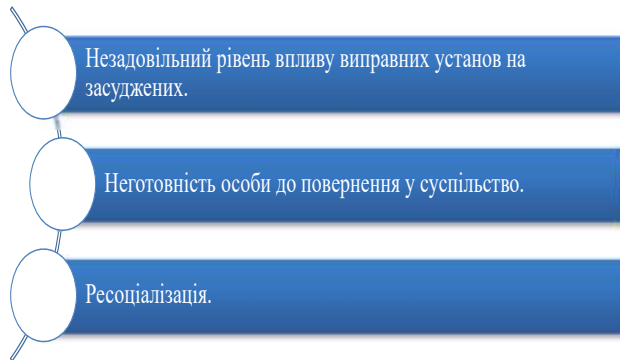 Незадовільний рівень впливу виправних установ на
засуджених.
Неготовність особи до повернення у суспільство.
Ресоціалізація.